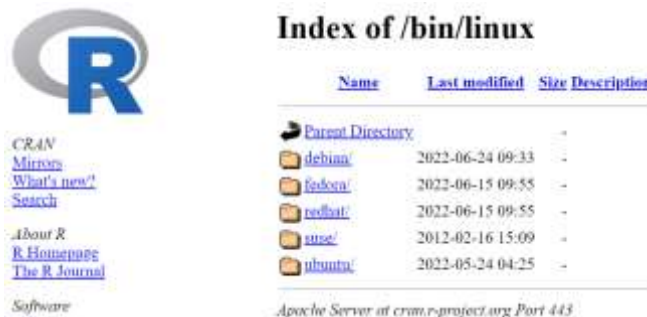 R
CRAN
Mirrors
What's new?
Search
About R
R Homepage
The R Journal
Software
Index of /bin/linux
Name Last modified Size Description
Parent Directory -
debian/ 2022-06-24 09:33 -
fedora/ 2022-06-15 09:55 -
redhat/ 2022-06-15 09:55 -
suse/ 2012-02-16 15:09 -
ubuntu/ 2022-05-24 04:25 -
Apache Server at cran.r-project.org Port 443